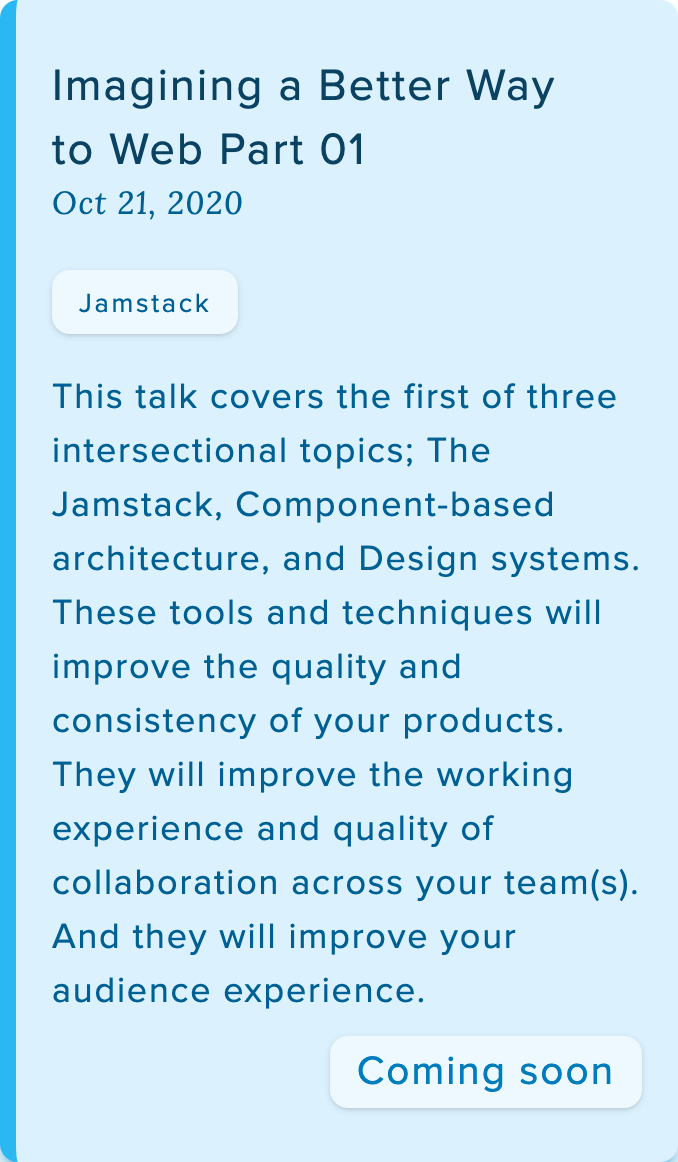 Imagining a Better Way
to Web Part 01
Oct 21, 2020
Jamstack
This talk covers the first of three
intersectional topics; The
Jamstack, Component-based
architecture, and Design systems.
These tools and techniques will
improve the quality and
consistency of your products.
They will improve the working
experience and quality of
collaboration across your team(s).
And they will improve your
audience experience.
Coming soon